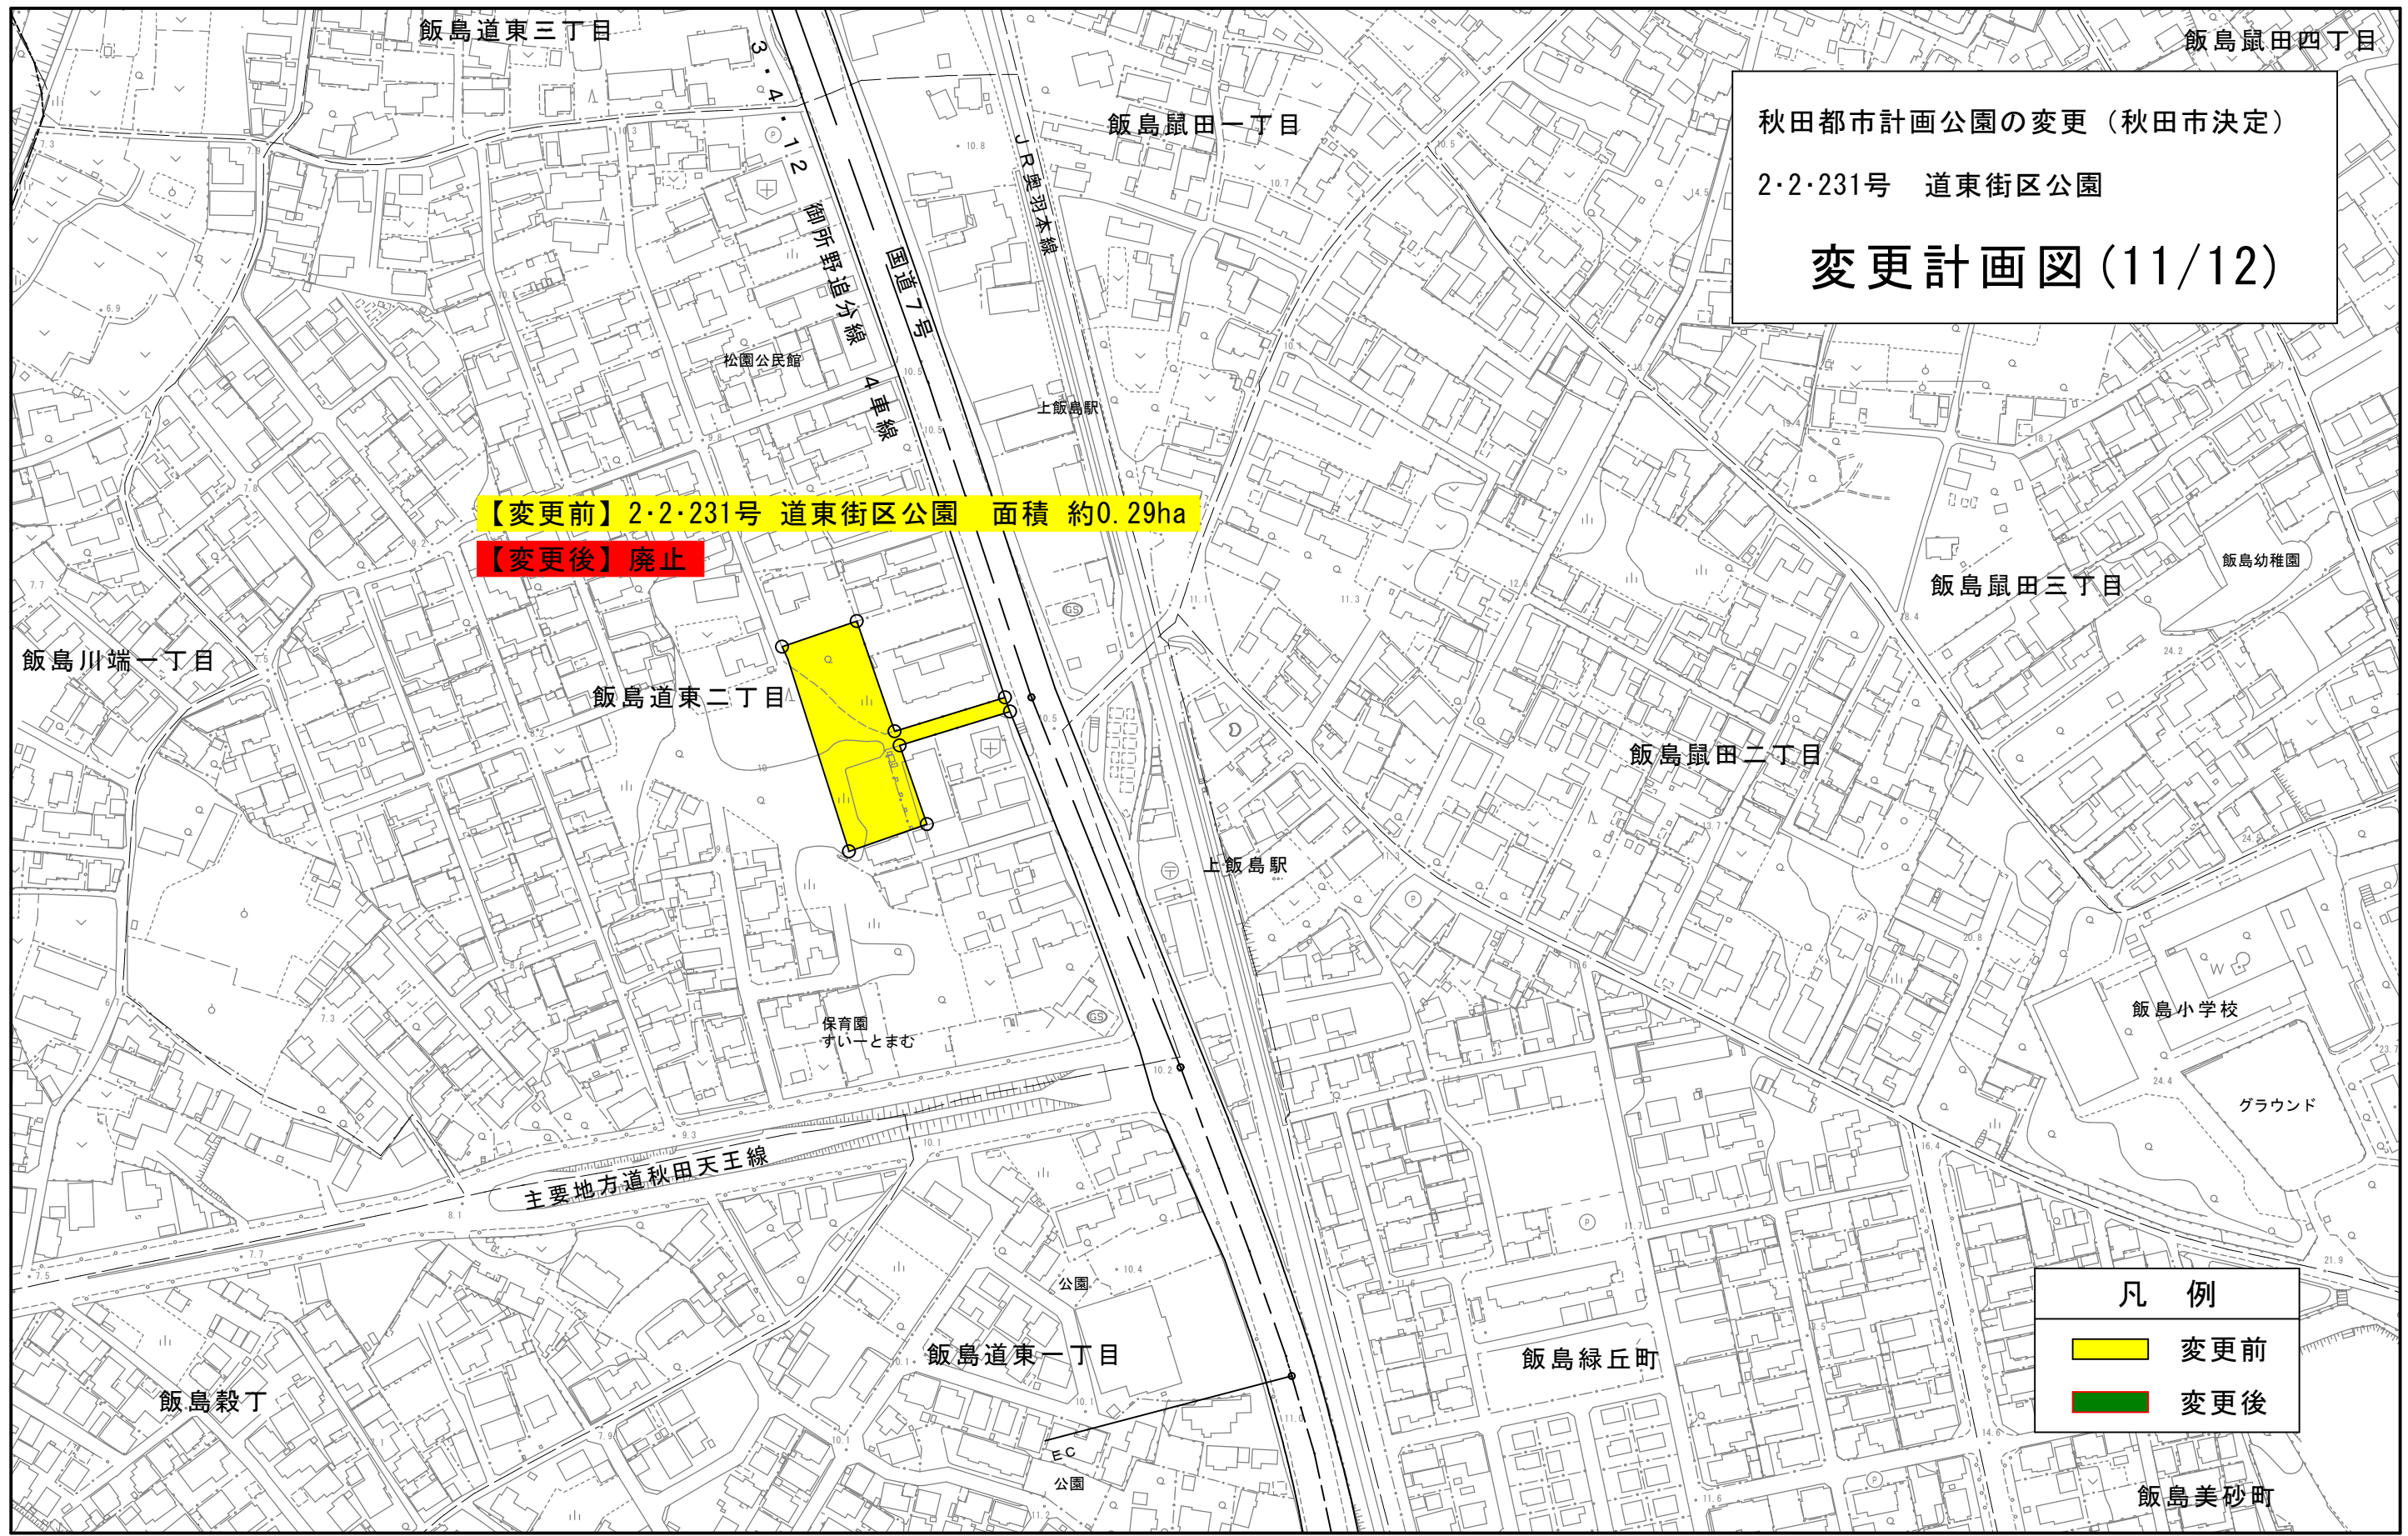 飯島道東三丁目
飯島鼠田四丁目
秋田都市計画公園の変更（秋田市決定）
2・2・231号　道東街区公園
変更計画図(11/12)
飯島鼠田一丁目
3・4・12　御所野追分線　4車線
国道7号
JR奥羽本線
松園公民館
上飯島駅
【変更前】2・2・231号 道東街区公園　面積 約0.29ha
【変更後】廃止
飯島幼稚園
飯島鼠田三丁目
飯島川端一丁目
飯島道東二丁目
飯島鼠田二丁目
上飯島駅
飯島小学校
保育園
すいーとまむ
グラウンド
主要地方道秋田天王線
公園
飯島道東一丁目
飯島緑丘町
飯島穀丁
EC
公園
飯島美砂町
凡　例
変更前
変更後